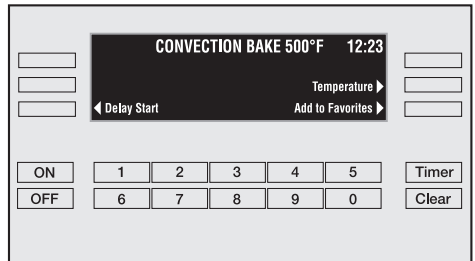 CONVECTION BAKE 500°F 12:23
Temperature
Delay Start Add to Favorites
ON 1 2 3 4 5 Timer
OFF 6 7 8 9 0 Clear